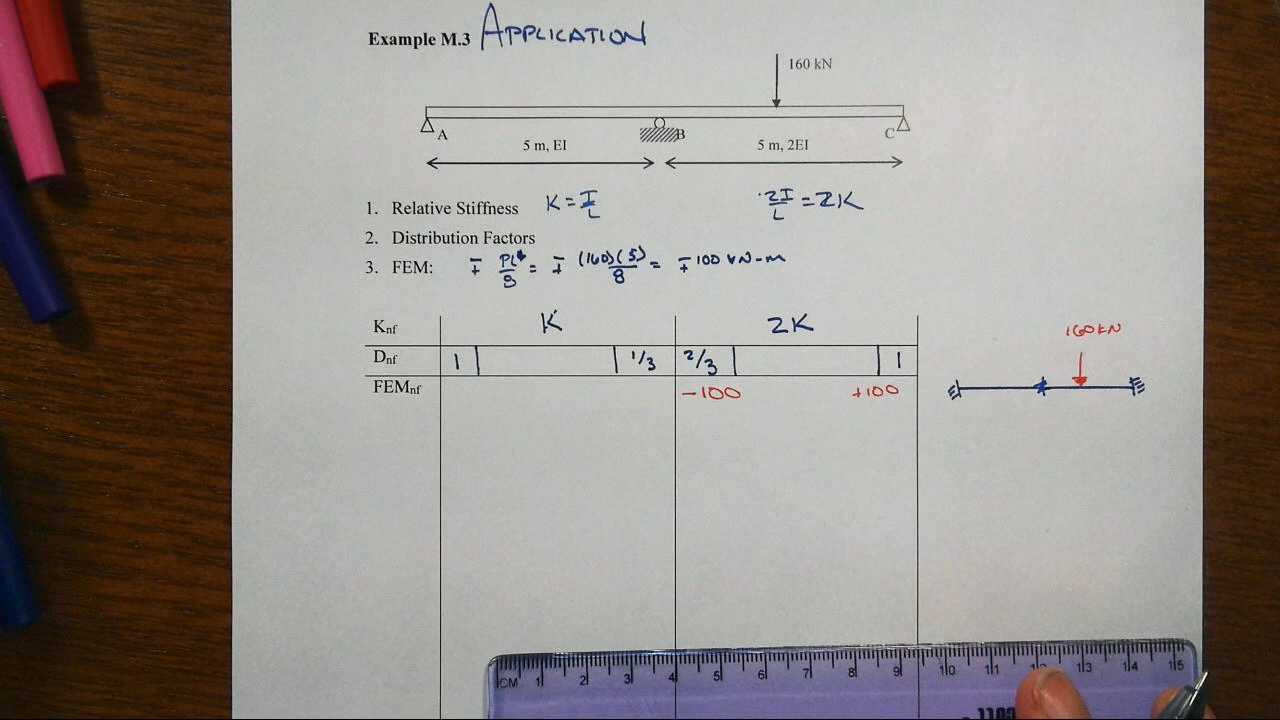 Example M.3 APPLICATION
160 kN
A B C
5 m, EI 5 m, 2EI
1. Relative Stiffness K = I/L 2I/L = 2K
2. Distribution Factors
3. FEM: ∓ PL/8 = ∓ (160)(5)/8 = ∓ 100 kN-m
Knf K 2K
160 kN
Dnf 1 1/3 2/3 1
FEMnf -100 +100
CM 1 2 3 4 5 6 7 8 9 10 11 12 13 14 15